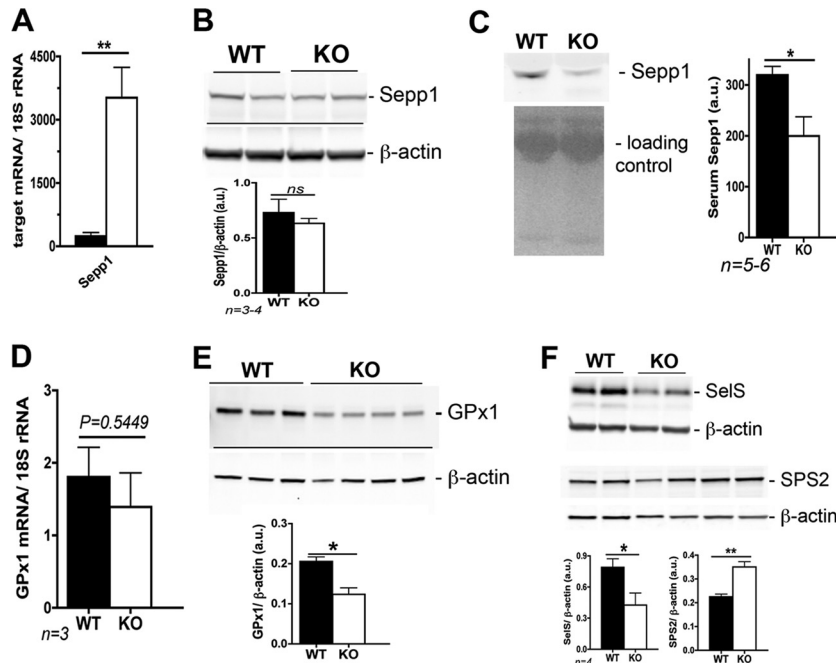 A
target mRNA/ 18S rRNA
4500
3000
1500
0
**
Sepp1
B
WT KO
- Sepp1
- β-actin
Sepp1/β-actin (a.u.)
1.0
0.5
0.0
ns
WT KO
n=3-4
C
WT KO
- Sepp1
- loading
control
Serum Sepp1 (a.u.)
300
200
100
0
*
WT KO
n=5-6
D
GPx1 mRNA/ 18S rRNA
3
2
1
0
P=0.5449
WT KO
n=3
E
WT KO
- GPx1
- β-actin
GPx1/ β-actin (a.u.)
0.3
0.2
0.1
0.0
*
WT KO
F
WT KO
- SelS
- β-actin
- SPS2
- β-actin
SelS/ β-actin (a.u.)
0.9
0.6
0.3
0.0
*
WT KO
n=4
SPS2/ β-actin (a.u.)
0.4
0.2
0.0
**
WT KO